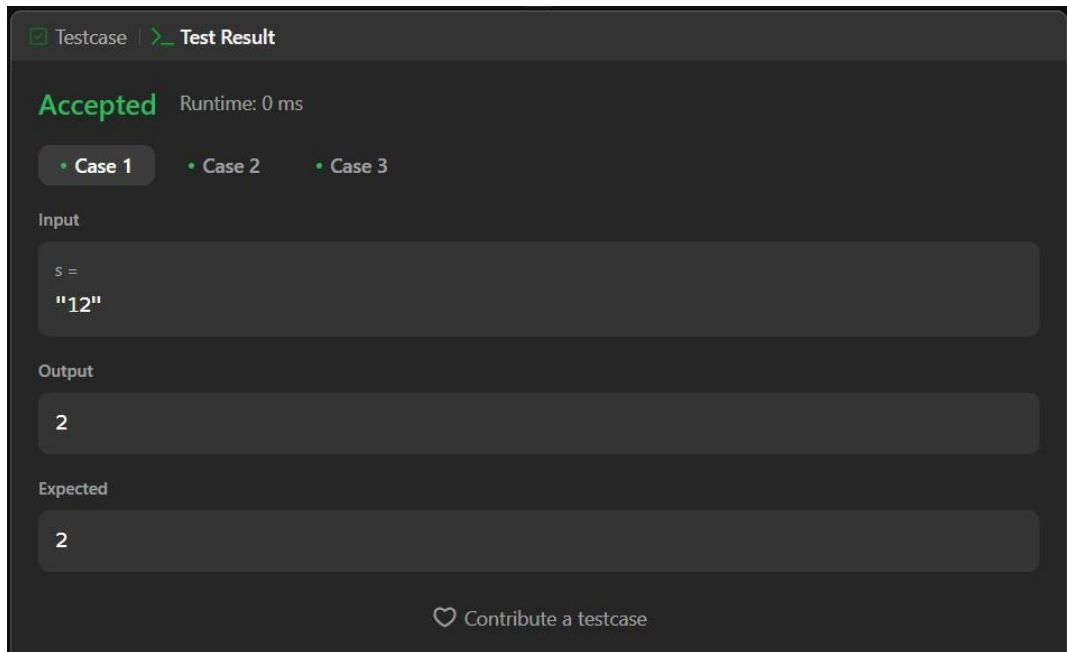 Testcase | >_ Test Result
Accepted Runtime: 0 ms
• Case 1 • Case 2 • Case 3
Input
s =
"12"
Output
2
Expected
2
Contribute a testcase